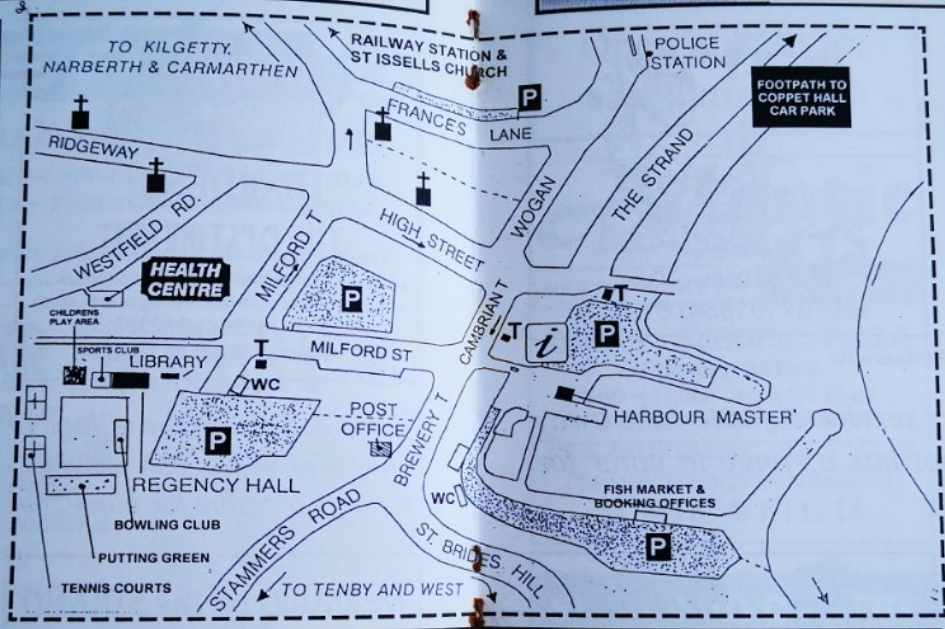 TO KILGETTY,
NARBERTH & CARMARTHEN
RAILWAY STATION &
ST ISSELLS CHURCH
POLICE
STATION
P
FOOTPATH TO
COPPET HALL
CAR PARK
FRANCES LANE
RIDGEWAY
THE STRAND
WOGAN
WESTFIELD RD.
HIGH STREET
MILFORD T
HEALTH
CENTRE
P
CAMBRIAN T
T
T
i
P
CHILDRENS
PLAY AREA
SPORTS CLUB
LIBRARY
MILFORD ST
T
WC
HARBOUR MASTER'
POST
OFFICE
BREWERY T
P
REGENCY HALL
WC
FISH MARKET &
BOOKING OFFICES
P
BOWLING CLUB
STAMMERS ROAD
ST. BRIDES HILL
PUTTING GREEN
TENNIS COURTS
TO TENBY AND WEST